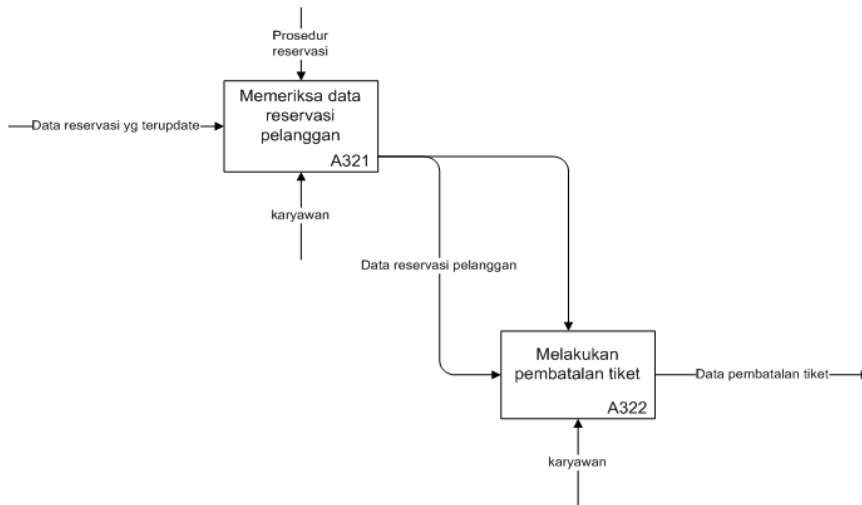 Prosedur
reservasi
Memeriksa data
reservasi
pelanggan
A321
Data reservasi yg terupdate
karyawan
Data reservasi pelanggan
Melakukan
pembatalan tiket
A322
Data pembatalan tiket
karyawan